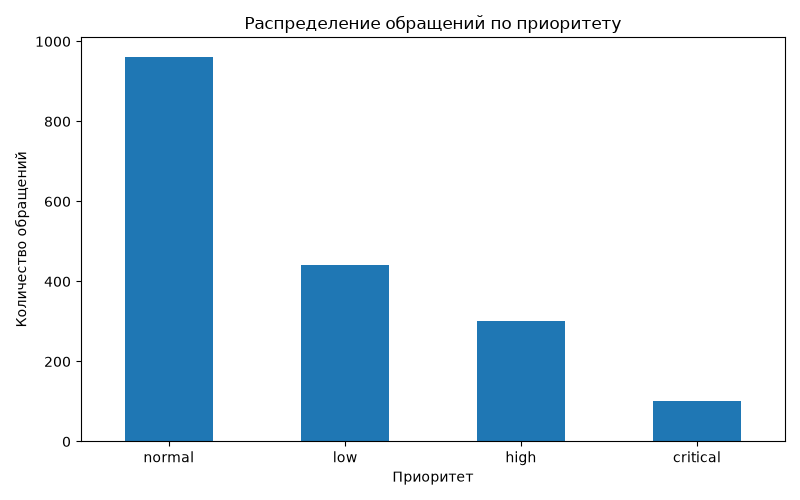 Распределение обращений по приоритету
Количество обращений
1000
800
600
400
200
0
normal low high critical
Приоритет